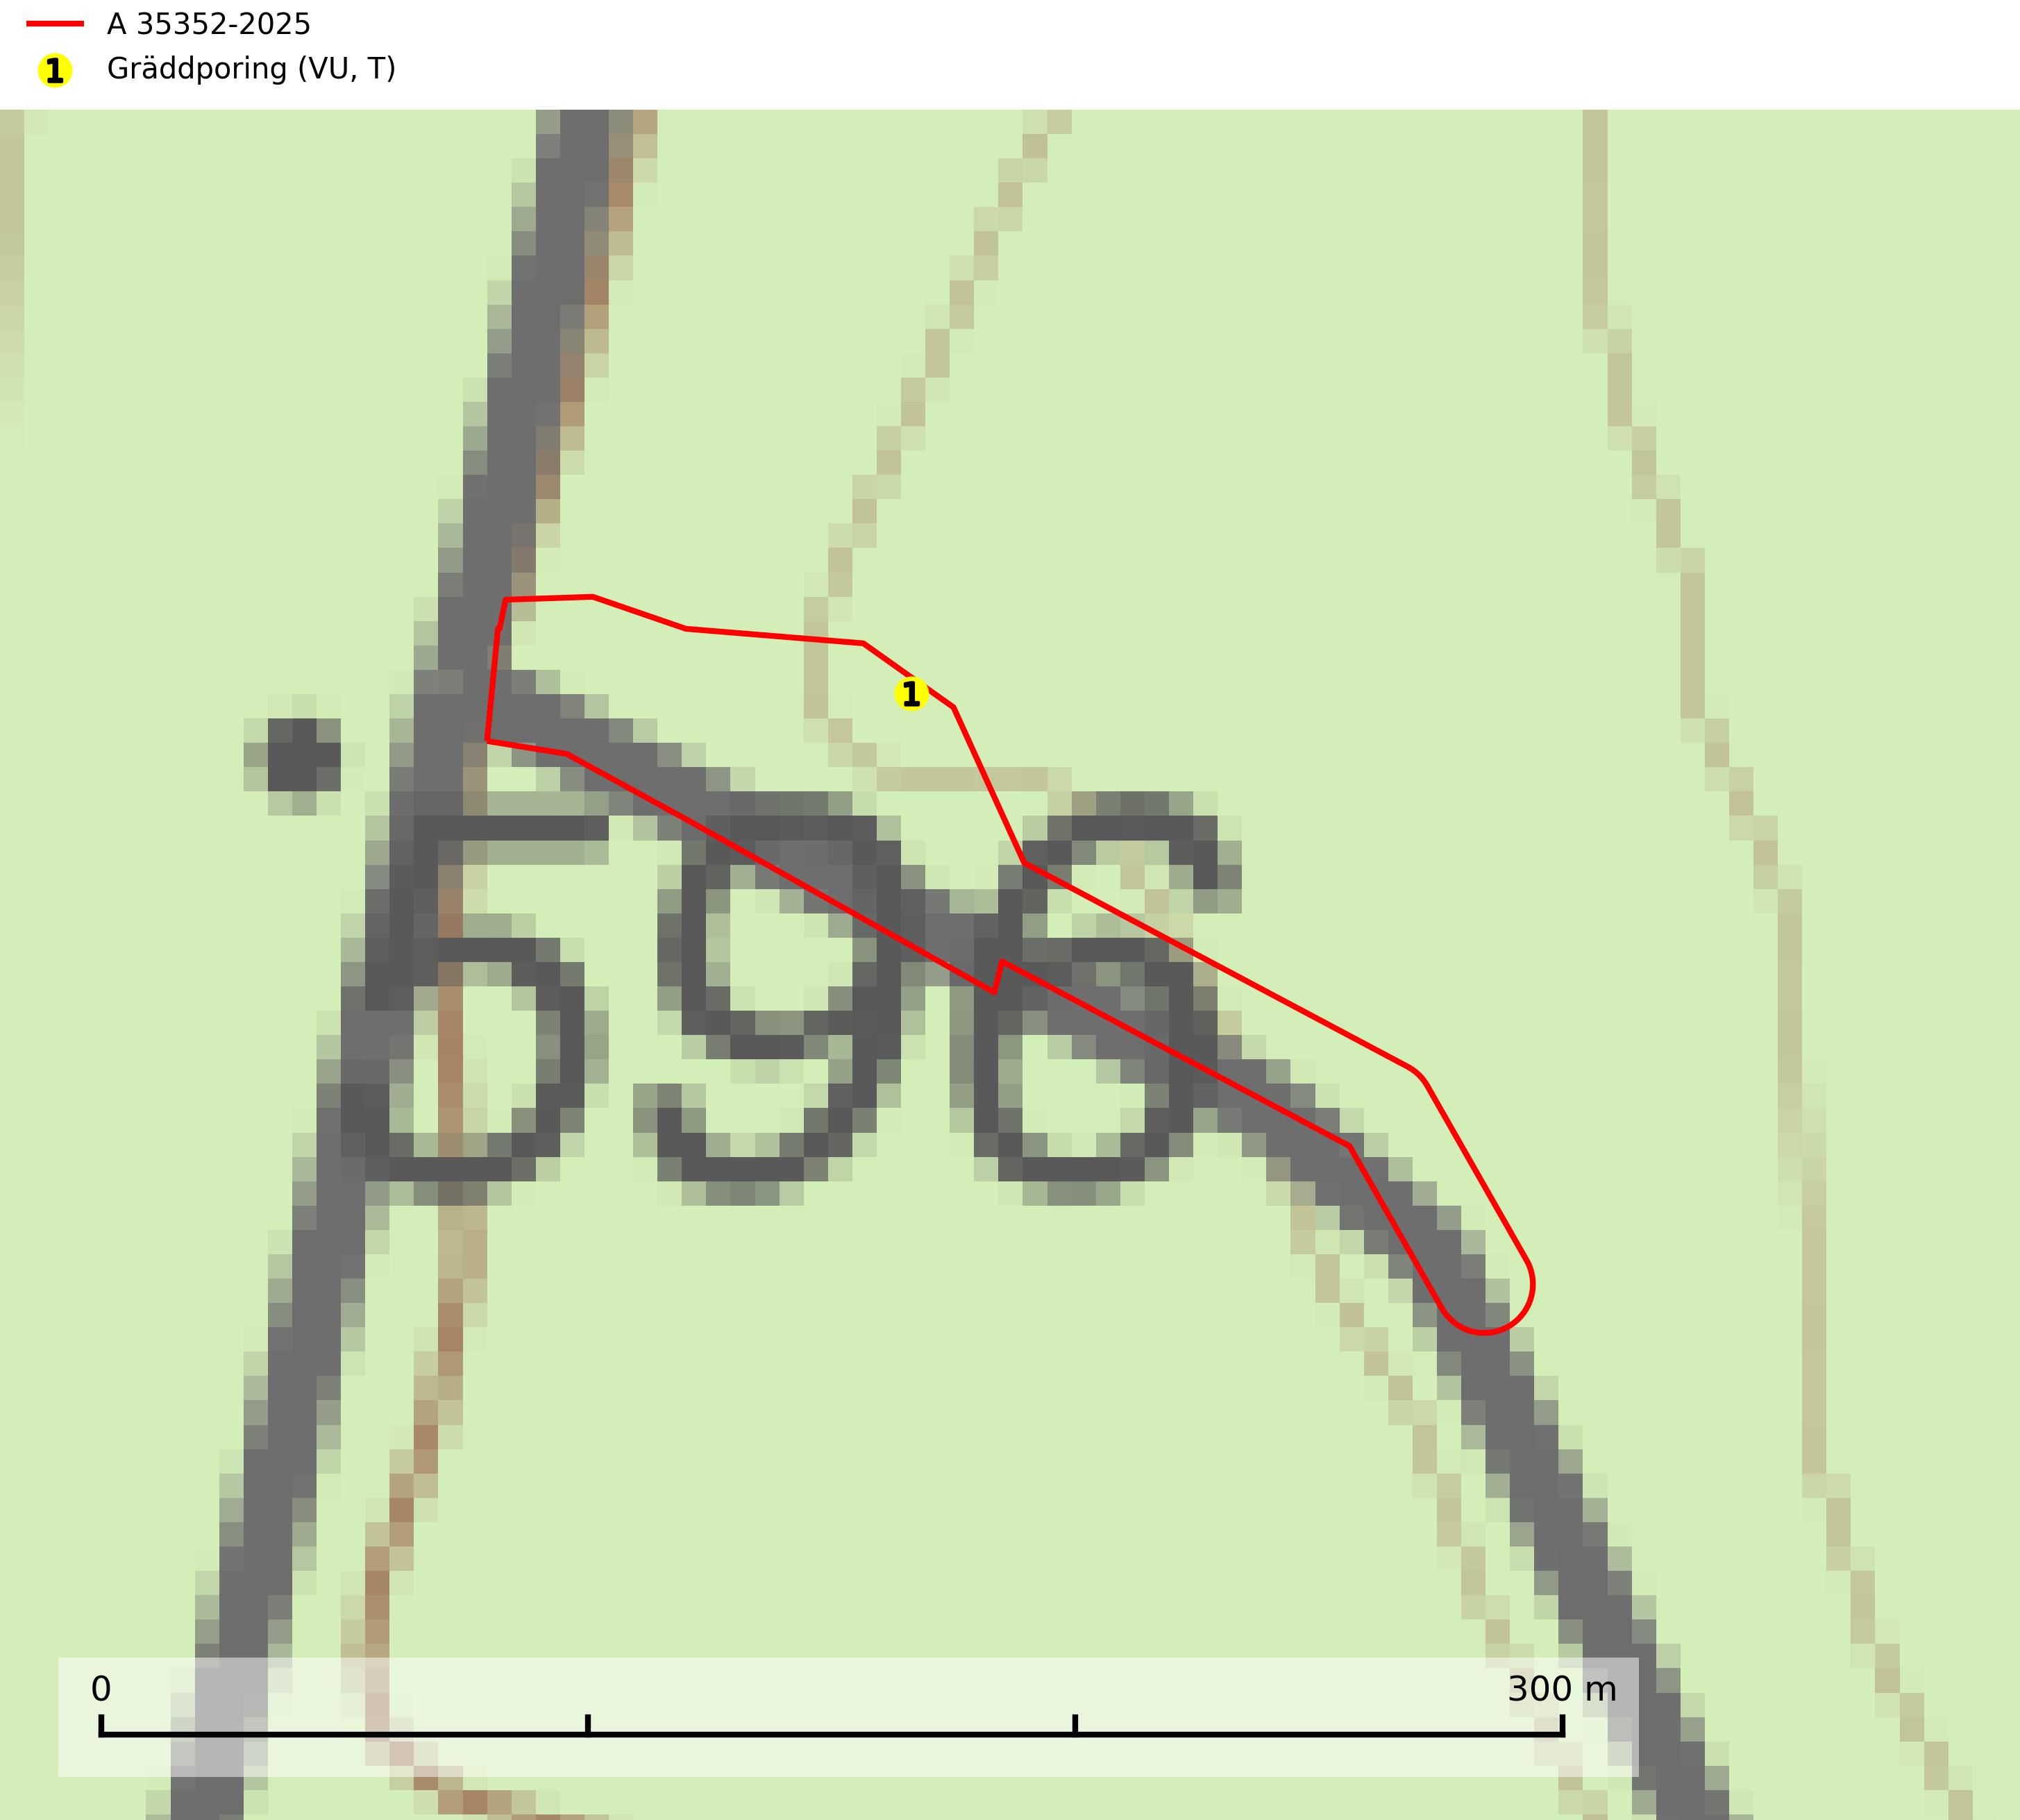 A 35352-2025
1 Gräddporing (VU, T)
1
.596
0 300 m